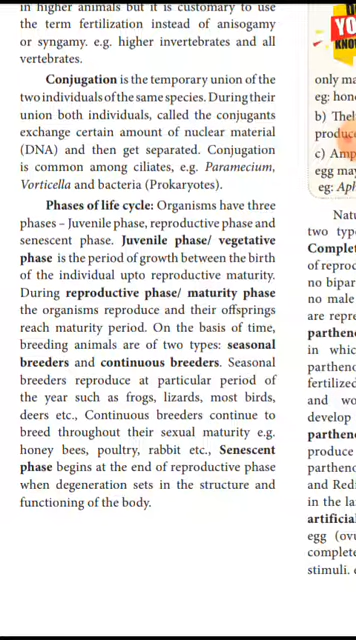 in higher animals but it is customary to use
the term fertilization instead of anisogamy
or syngamy. e.g. higher invertebrates and all
vertebrates.
Conjugation is the temporary union of the
two individuals of the same species. During their
union both individuals, called the conjugants
exchange certain amount of nuclear material
(DNA) and then get separated. Conjugation
is common among ciliates, e.g. Paramecium,
Vorticella and bacteria (Prokaryotes).
Phases of life cycle: Organisms have three
phases – Juvenile phase, reproductive phase and
senescent phase. Juvenile phase/ vegetative
phase is the period of growth between the birth
of the individual upto reproductive maturity.
During reproductive phase/ maturity phase
the organisms reproduce and their offsprings
reach maturity period. On the basis of time,
breeding animals are of two types: seasonal
breeders and continuous breeders. Seasonal
breeders reproduce at particular period of
the year such as frogs, lizards, most birds,
deers etc., Continuous breeders continue to
breed throughout their sexual maturity e.g.
honey bees, poultry, rabbit etc., Senescent
phase begins at the end of reproductive phase
when degeneration sets in the structure and
functioning of the body.
YO
KNOW
only ma
eg: hone
b) Thel
produce
c) Amp
egg may
eg: Aph
Natu
two typ
Complet
of reproc
no bipar
no male
are repre
parthen
in whic
partheno
fertilized
and wo
develop
parthen
produce
partheno
and Redi
in the la
artificial
egg (ovu
complete
stimuli. e